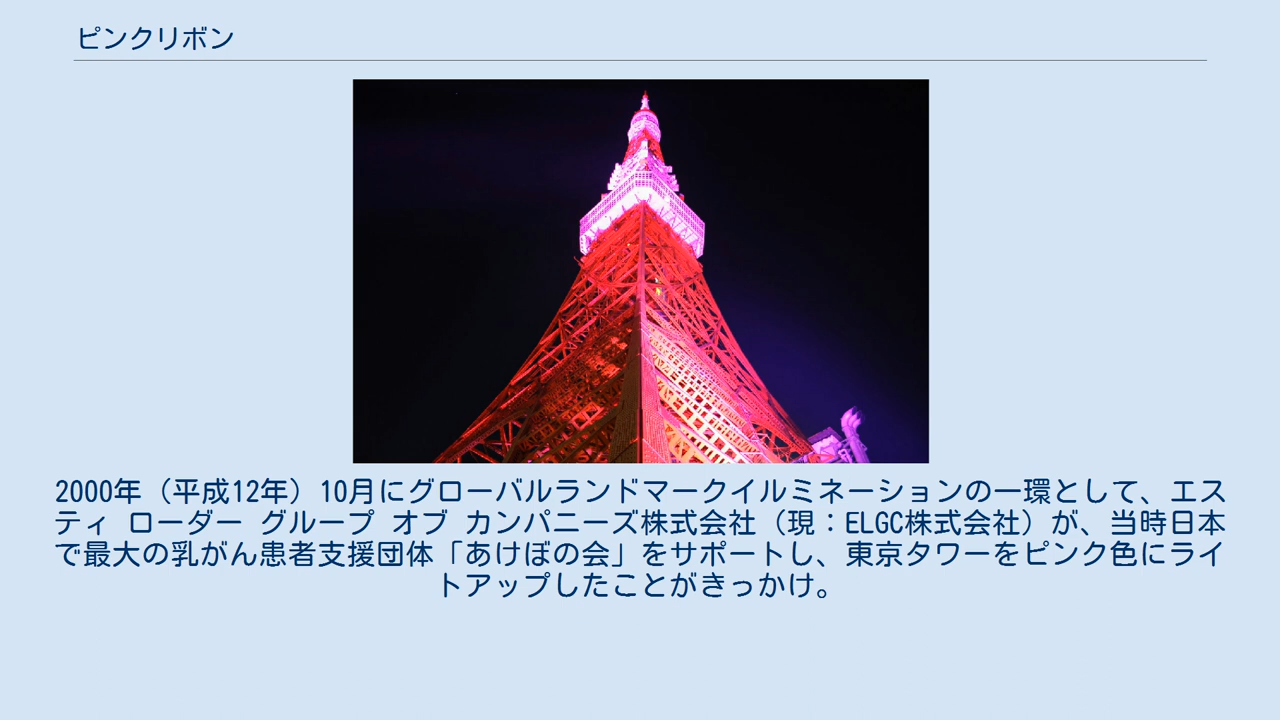 ピンクリボン
2000年（平成12年）10月にグローバルランドマークイルミネーションの一環として、エス
ティ ローダー グループ オブ カンパニーズ株式会社（現：ELGC株式会社）が、当時日本
で最大の乳がん患者支援団体「あけぼの会」をサポートし、東京タワーをピンク色にライ
トアップしたことがきっかけ。